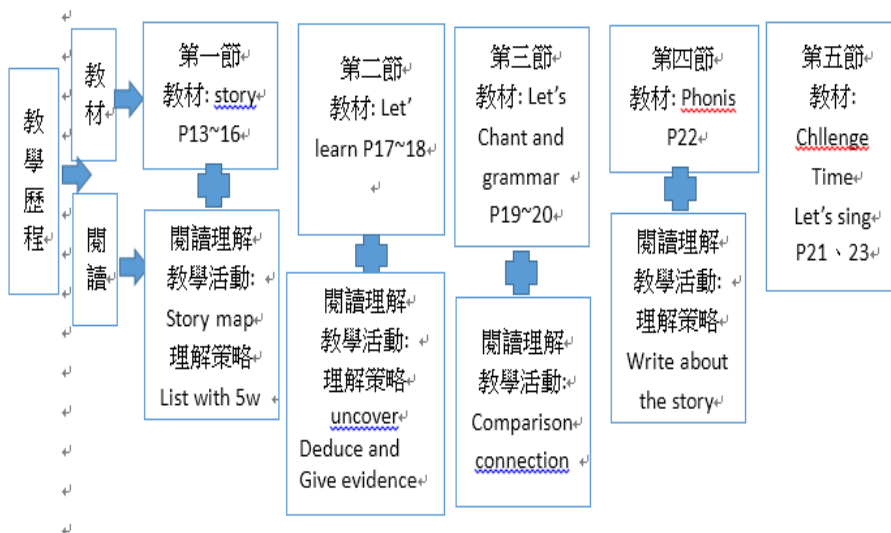 教學歷程
教材
閱讀
第一節
教材: story
P13~16
閱讀理解
教學活動:
Story map
理解策略
List with 5w
第二節
教材: Let'
learn P17~18
閱讀理解
教學活動:
理解策略
uncover
Deduce and
Give evidence
第三節
教材: Let's
Chant and
grammar
P19~20
閱讀理解
教學活動:
Comparison
connection
第四節
教材: Phonis
P22
閱讀理解
教學活動:
理解策略
Write about
the story
第五節
教材:
Chllenge
Time
Let's sing
P21、23